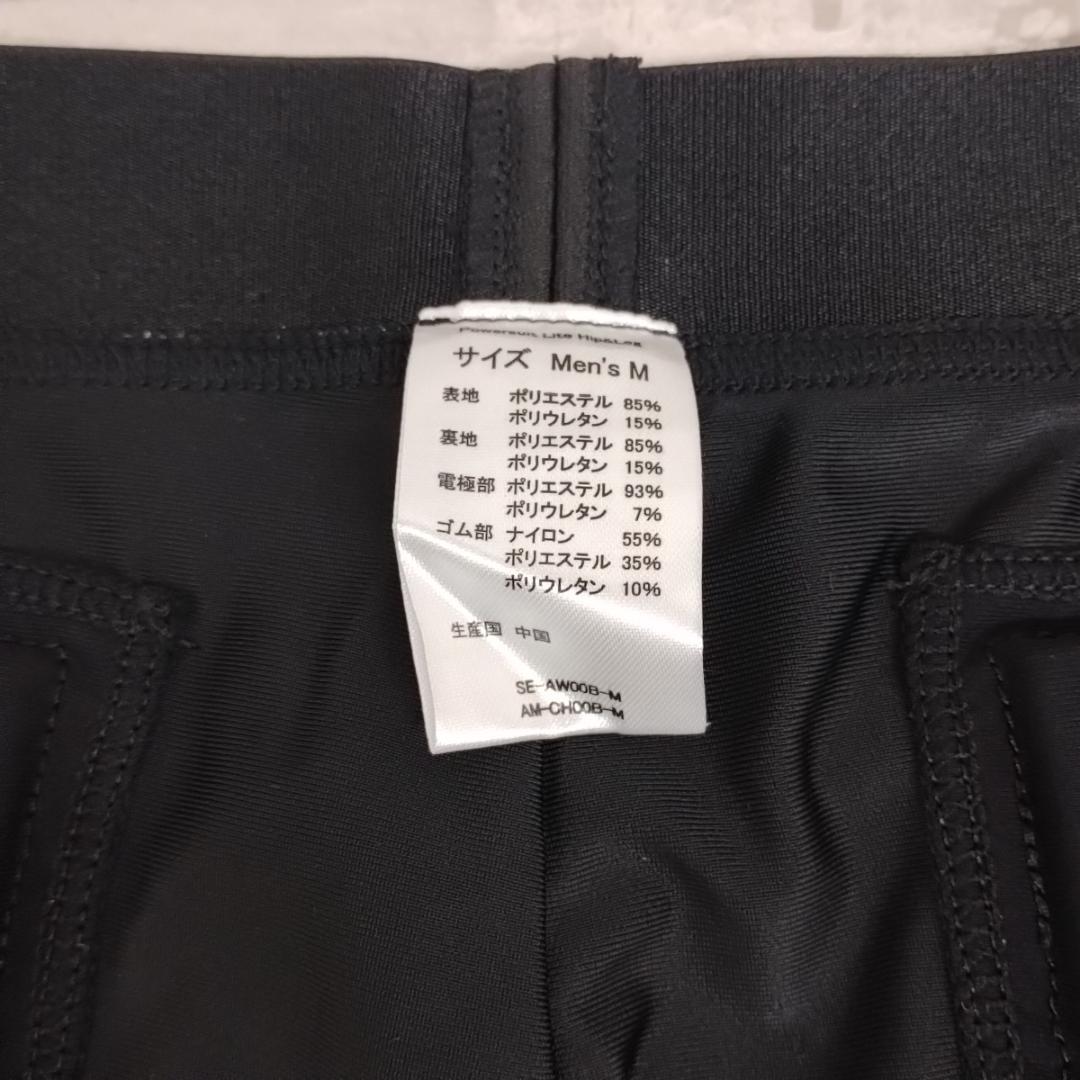 Powersuit Lite Hip&Leg
サイズ Men's M
表地 ポリエステル 85%
ポリウレタン 15%
裏地 ポリエステル 85%
ポリウレタン 15%
電極部 ポリエステル 93%
ポリウレタン 7%
ゴム部 ナイロン 55%
ポリエステル 35%
ポリウレタン 10%
生産国 中国
SE-AW00B-M
AM-CH00B-M